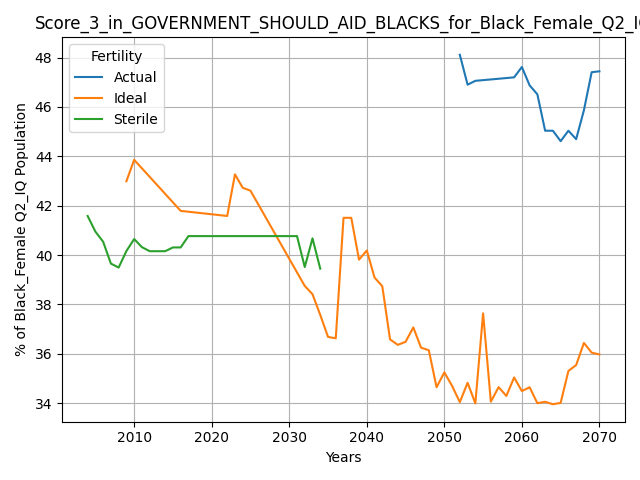 Score_3_in_GOVERNMENT_SHOULD_AID_BLACKS_for_Black_Female_Q2_IQ
Fertility
Actual
Ideal
Sterile
% of Black_Female Q2_IQ Population
48
46
44
42
40
38
36
34
2010
2020
2030
2040
2050
2060
2070
Years